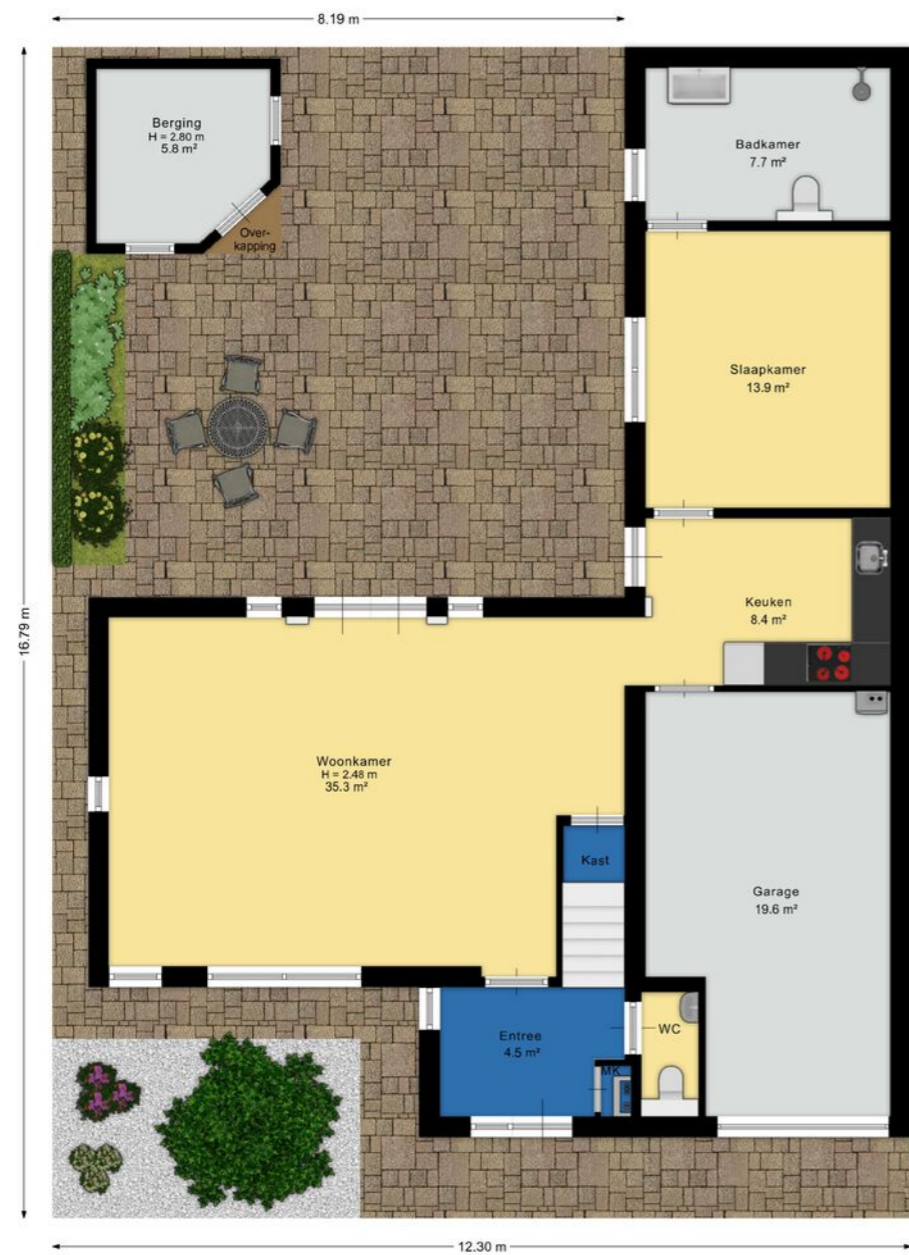 8.19 m
Berging
H = 2.80 m
5.8 m²
Over-
kapping
Badkamer
7.7 m²
Slaapkamer
13.9 m²
Keuken
8.4 m²
16.79 m
Woonkamer
H = 2.48 m
35.3 m²
Kast
Garage
19.6 m²
Entree
4.5 m²
WC
MK
12.30 m